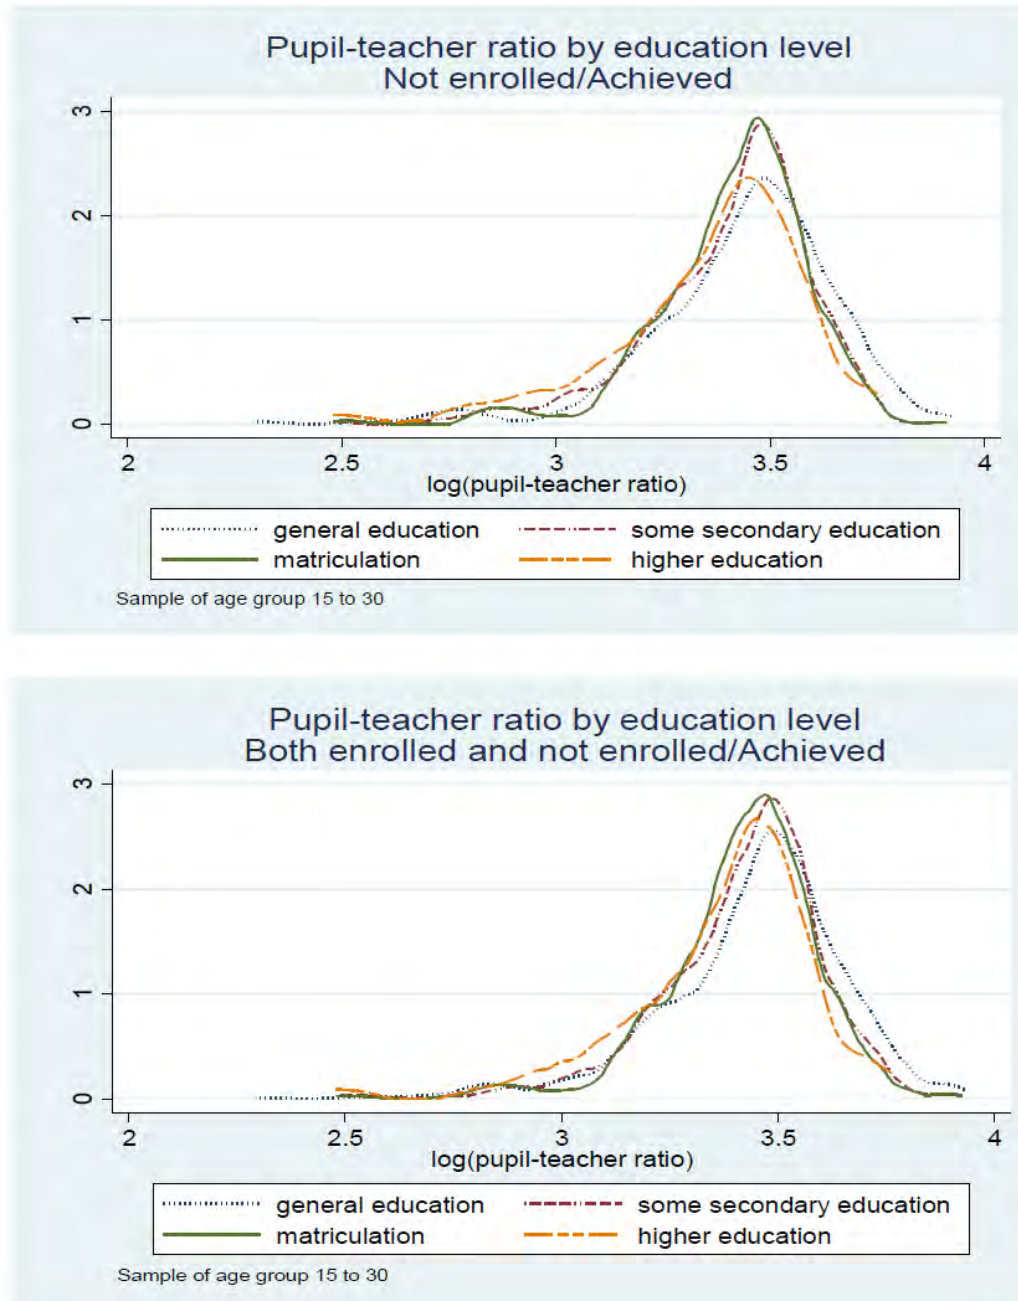 Pupil-teacher ratio by education level
Not enrolled/Achieved
3
2
1
0
2 2.5 3 3.5 4
log(pupil-teacher ratio)
general education some secondary education
matriculation higher education
Sample of age group 15 to 30
Pupil-teacher ratio by education level
Both enrolled and not enrolled/Achieved
3
2
1
0
2 2.5 3 3.5 4
log(pupil-teacher ratio)
general education some secondary education
matriculation higher education
Sample of age group 15 to 30